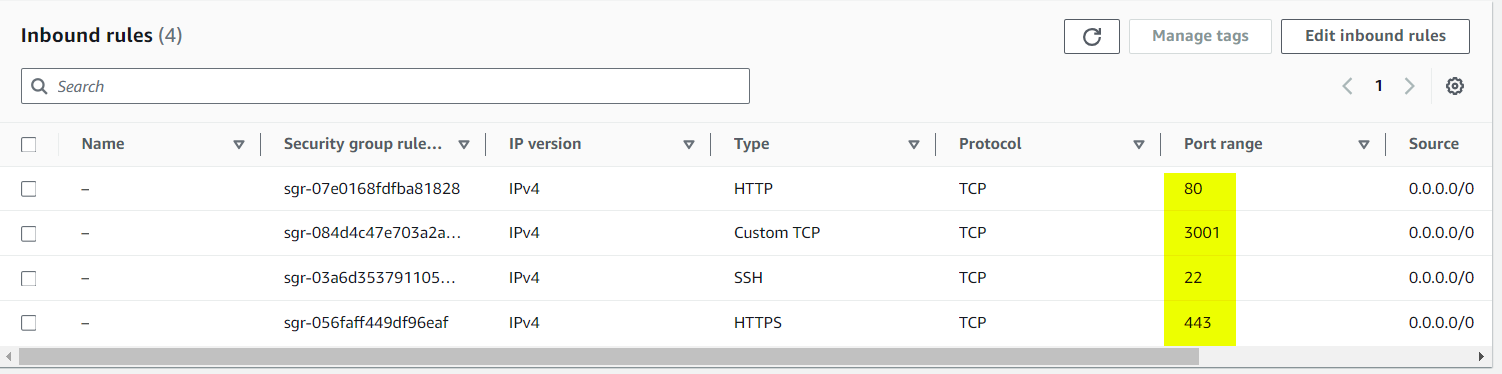 Inbound rules (4)
Manage tags
Edit inbound rules
Search
1
Name Security group rule... IP version Type Protocol Port range Source
– sgr-07e0168fdfba81828 IPv4 HTTP TCP 80 0.0.0.0/0
– sgr-084d4c47e703a2a... IPv4 Custom TCP TCP 3001 0.0.0.0/0
– sgr-03a6d353791105... IPv4 SSH TCP 22 0.0.0.0/0
– sgr-056faff449df96eaf IPv4 HTTPS TCP 443 0.0.0.0/0